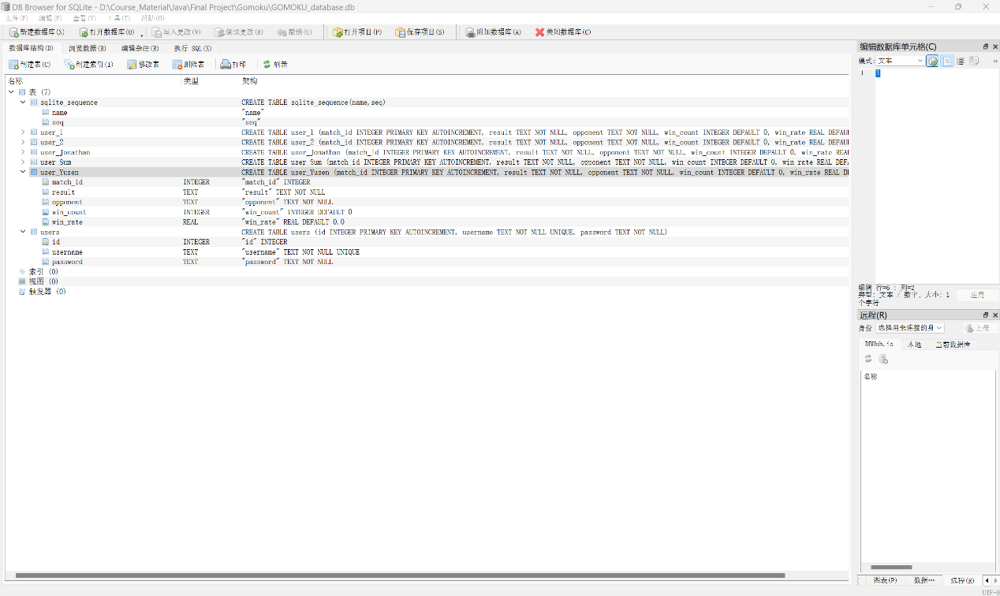 DB Browser for SQLite - D:\Course_Material\Java\Final Project\Gomoku\GOMOKU_database.db
文件(F) 编辑(E) 查看(V) 工具(T) 帮助(H)
新建数据库(N) 打开数据库(O) 写入更改(W) 倒退更改(R) 撤销(U) 打开项目(P) 保存项目(S) 附加数据库(A) 关闭数据库(C)
数据库结构(D) 浏览数据(B) 编辑杂注(R) 执行 SQL(X)
创建表(C) 创建索引(I) 修改表 删除表 打印 刷新
名称 类型 架构
表 (7)
sqlite_sequence CREATE TABLE sqlite_sequence(name,seq)
name "name"
seq "seq"
user_1 CREATE TABLE user_1 (match_id INTEGER PRIMARY KEY AUTOINCREMENT, result TEXT NOT NULL, opponent TEXT NOT NULL, win_count INTEGER DEFAULT 0, win_rate REAL DEFAU
user_2 CREATE TABLE user_2 (match_id INTEGER PRIMARY KEY AUTOINCREMENT, result TEXT NOT NULL, opponent TEXT NOT NULL, win_count INTEGER DEFAULT 0, win_rate REAL DEFAU
user_Jonathan CREATE TABLE user_Jonathan (match_id INTEGER PRIMARY KEY AUTOINCREMENT, result TEXT NOT NULL, opponent TEXT NOT NULL, win_count INTEGER DEFAULT 0, win_rate REA
user_Sum CREATE TABLE user_Sum (match_id INTEGER PRIMARY KEY AUTOINCREMENT, result TEXT NOT NULL, opponent TEXT NOT NULL, win_count INTEGER DEFAULT 0, win_rate REAL DEFA
user_Yusen CREATE TABLE user_Yusen (match_id INTEGER PRIMARY KEY AUTOINCREMENT, result TEXT NOT NULL, opponent TEXT NOT NULL, win_count INTEGER DEFAULT 0, win_rate REAL DE
match_id INTEGER "match_id" INTEGER
result TEXT "result" TEXT NOT NULL
opponent TEXT "opponent" TEXT NOT NULL
win_count INTEGER "win_count" INTEGER DEFAULT 0
win_rate REAL "win_rate" REAL DEFAULT 0.0
users CREATE TABLE users (id INTEGER PRIMARY KEY AUTOINCREMENT, username TEXT NOT NULL UNIQUE, password TEXT NOT NULL)
id INTEGER "id" INTEGER
username TEXT "username" TEXT NOT NULL UNIQUE
password TEXT "password" TEXT NOT NULL
索引 (0)
视图 (0)
触发器 (0)
编辑数据库单元格(C)
模式: 文本 »
1 1
编辑 行=6 : 列=2
类型: 文本 / 数字, 大小: 1
个字符
应用
远程(R)
身份 选择用来连接的身 上传
DBHub.io 本地 当前数据库
名称
图表(P) 数据⋯ 远程(R)
UTF-8